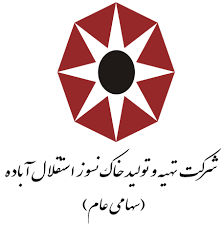 شرکت تهیه و تولید خاک نسوز استقلال آباده
(سهامی عام)